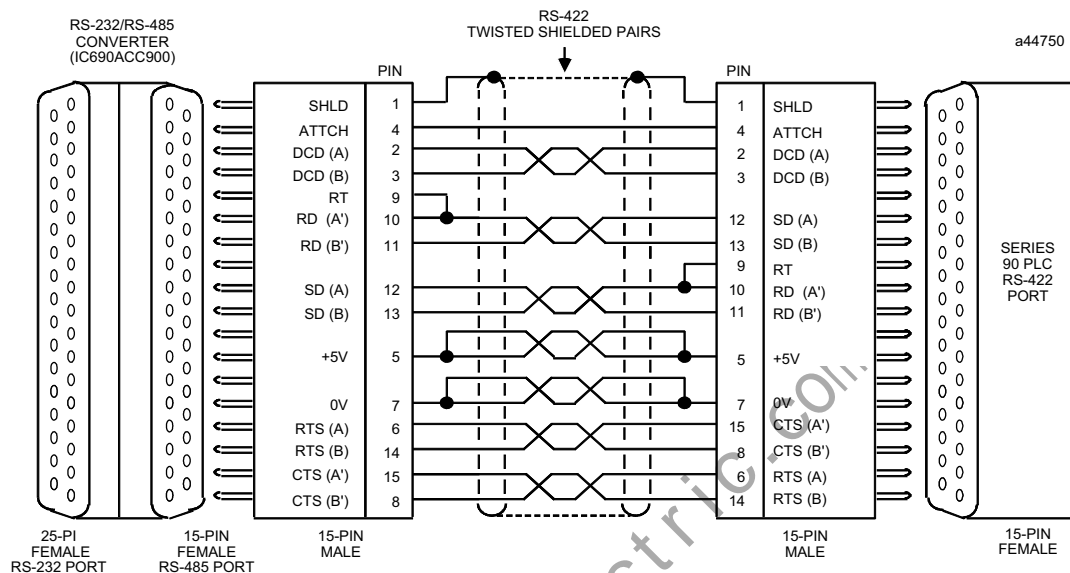 RS-232/RS-485
CONVERTER
(IC690ACC900)
RS-422
TWISTED SHIELDED PAIRS
a44750
PIN
PIN
SHLD 1
1 SHLD
ATTCH 4
4 ATTCH
DCD (A) 2
2 DCD (A)
DCD (B) 3
3 DCD (B)
RT 9
RD (A') 10
12 SD (A)
RD (B') 11
13 SD (B)
9 RT
SD (A) 12
10 RD (A')
SD (B) 13
11 RD (B')
+5V 5
5 +5V
0V 7
7 0V
RTS (A) 6
15 CTS (A')
RTS (B) 14
8 CTS (B')
CTS (A') 15
6 RTS (A)
CTS (B') 8
14 RTS (B)
SERIES
90 PLC
RS-422
PORT
25-PI
FEMALE
RS-232 PORT
15-PIN
FEMALE
RS-485 PORT
15-PIN
MALE
15-PIN
MALE
15-PIN
FEMALE
ctric.com